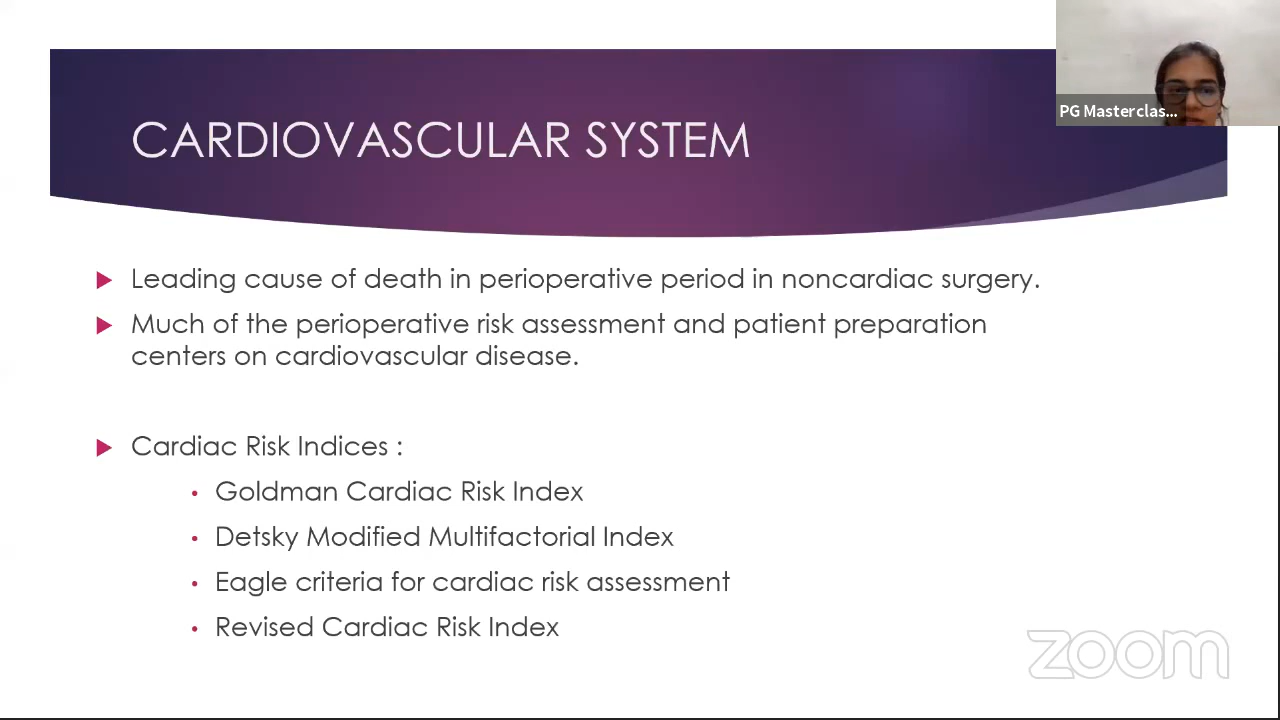 PG Masterclas...
CARDIOVASCULAR SYSTEM
Leading cause of death in perioperative period in noncardiac surgery.
Much of the perioperative risk assessment and patient preparation
centers on cardiovascular disease.
Cardiac Risk Indices :
Goldman Cardiac Risk Index
Detsky Modified Multifactorial Index
Eagle criteria for cardiac risk assessment
Revised Cardiac Risk Index
zoom